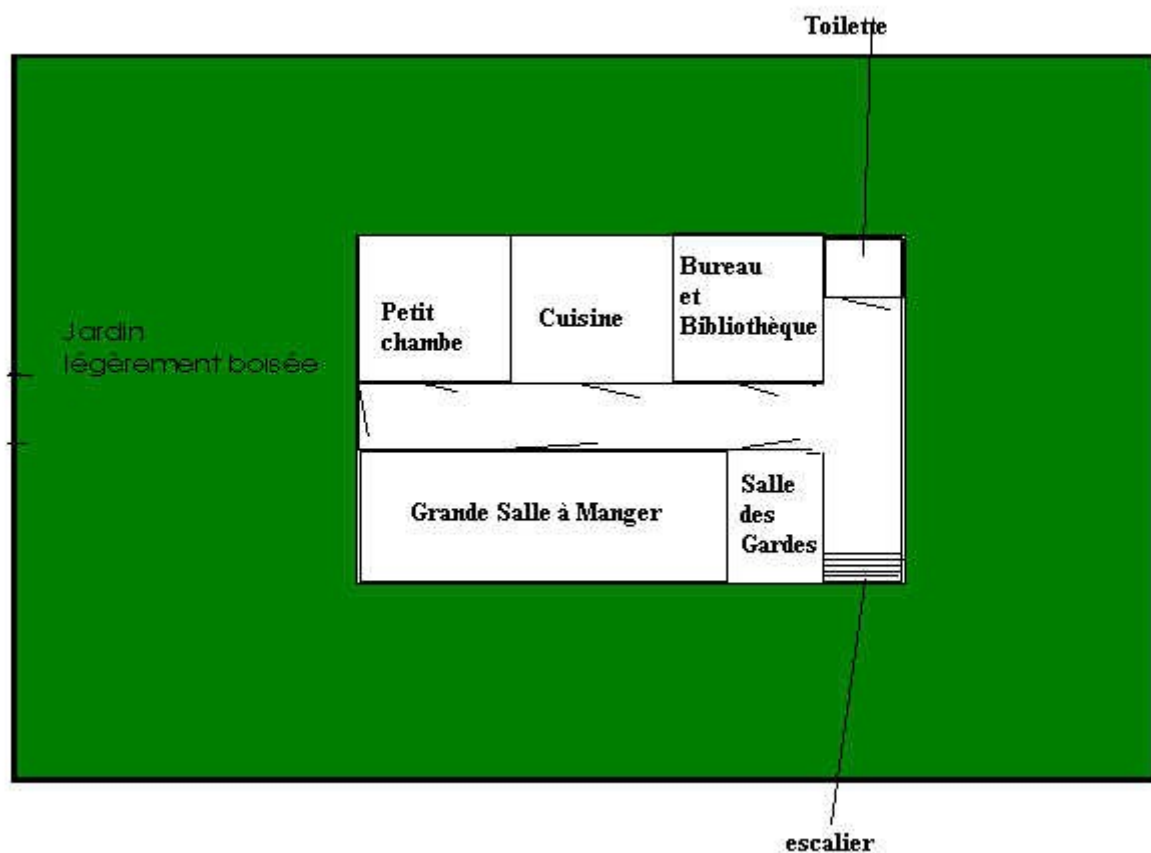 Toilette
Jardin
légèrement boisée
Petit
chambe
Cuisine
Bureau
et
Bibliothèque
Grande Salle à Manger
Salle
des
Gardes
escalier